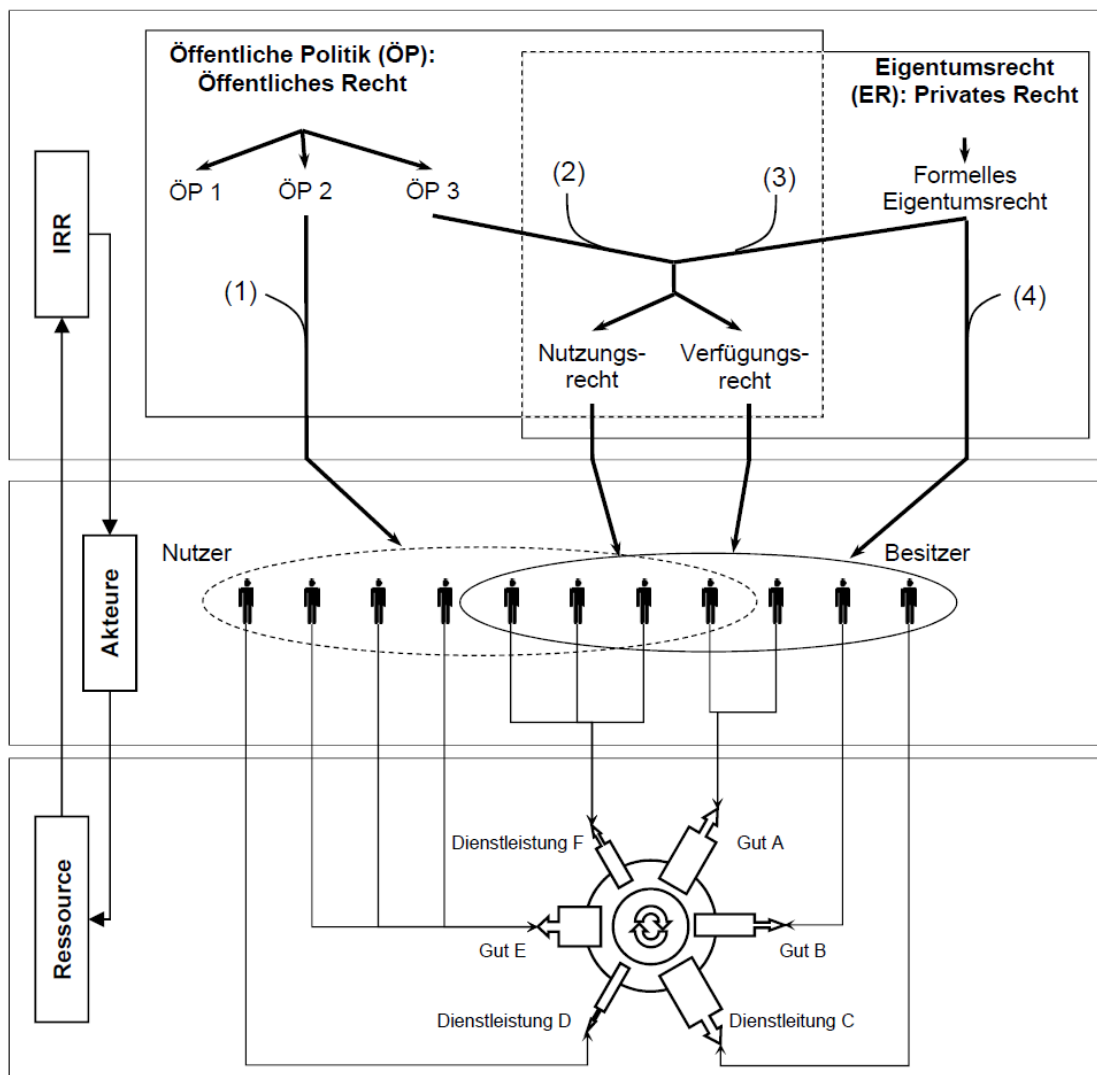 Öffentliche Politik (ÖP):
Öffentliches Recht
Eigentumsrecht
(ER): Privates Recht
ÖP 1
ÖP 2
ÖP 3
(2)
(3)
Formelles
Eigentumsrecht
IRR
(1)
(4)
Nutzungs-
recht
Verfügungs-
recht
Nutzer
Besitzer
Akteure
Dienstleistung F
Gut A
Ressource
Gut E
Gut B
Dienstleistung D
Dienstleitung C